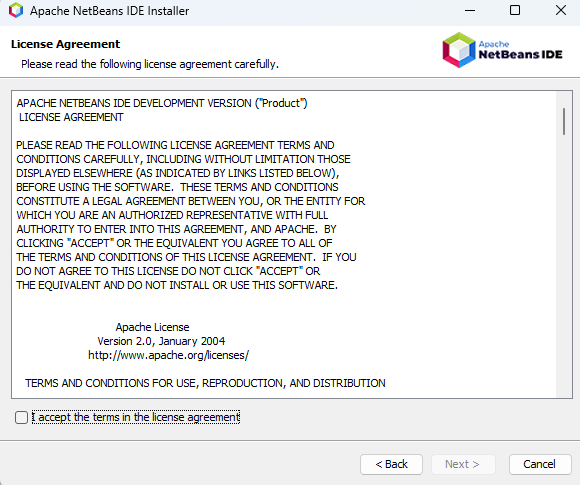 Apache NetBeans IDE Installer
License Agreement
Please read the following license agreement carefully.
Apache
NetBeans IDE
APACHE NETBEANS IDE DEVELOPMENT VERSION ("Product")
LICENSE AGREEMENT
PLEASE READ THE FOLLOWING LICENSE AGREEMENT TERMS AND
CONDITIONS CAREFULLY, INCLUDING WITHOUT LIMITATION THOSE
DISPLAYED ELSEWHERE (AS INDICATED BY LINKS LISTED BELOW),
BEFORE USING THE SOFTWARE.  THESE TERMS AND CONDITIONS
CONSTITUTE A LEGAL AGREEMENT BETWEEN YOU, OR THE ENTITY FOR
WHICH YOU ARE AN AUTHORIZED REPRESENTATIVE WITH FULL
AUTHORITY TO ENTER INTO THIS AGREEMENT, AND APACHE.  BY
CLICKING "ACCEPT" OR THE EQUIVALENT YOU AGREE TO ALL OF
THE TERMS AND CONDITIONS OF THIS LICENSE AGREEMENT.  IF YOU
DO NOT AGREE TO THIS LICENSE DO NOT CLICK "ACCEPT" OR
THE EQUIVALENT AND DO NOT INSTALL OR USE THIS SOFTWARE.
Apache License
Version 2.0, January 2004
http://www.apache.org/licenses/
TERMS AND CONDITIONS FOR USE, REPRODUCTION, AND DISTRIBUTION
I accept the terms in the license agreement
< Back
Next >
Cancel